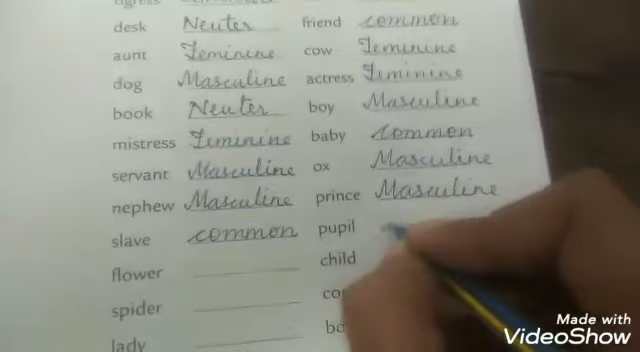 tigress
desk Neuter friend common
aunt Feminine cow Feminine
dog Masculine actress Feminine
book Neuter boy Masculine
mistress Feminine baby common
servant Masculine ox Masculine
nephew Masculine prince Masculine
slave common pupil
flower child
spider
lady
Made with
VideoShow